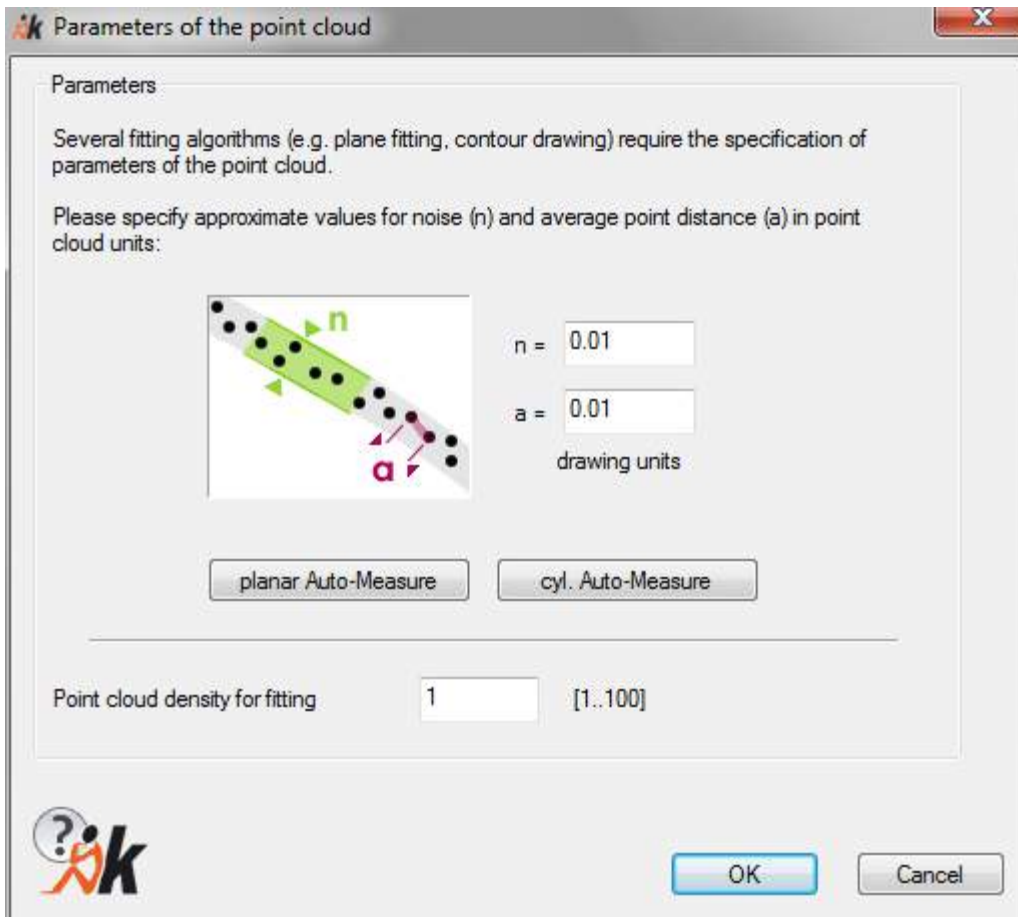 k Parameters of the point cloud
x
Parameters
Several fitting algorithms (e.g. plane fitting, contour drawing) require the specification of
parameters of the point cloud.
Please specify approximate values for noise (n) and average point distance (a) in point
cloud units:
n
a
n = 0.01
a = 0.01
drawing units
planar Auto-Measure
cyl. Auto-Measure
Point cloud density for fitting 1 [1..100]
? k
OK
Cancel